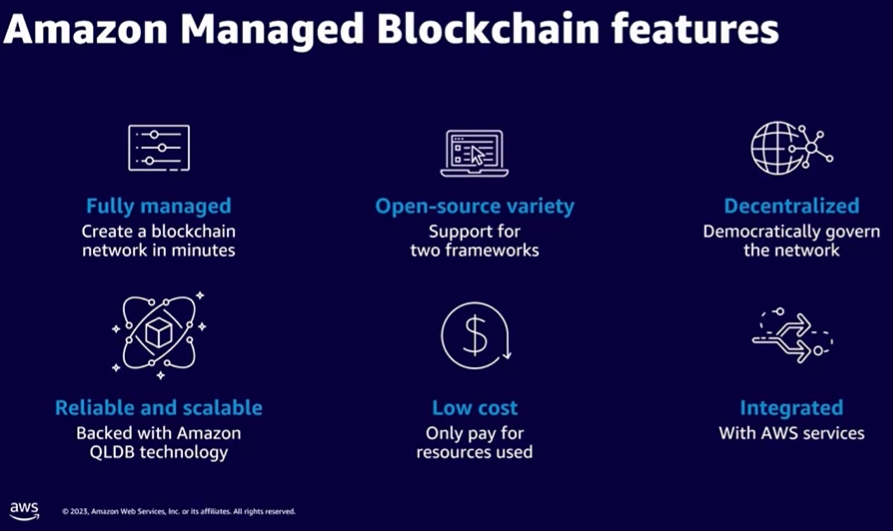 Amazon Managed Blockchain features
Fully managed
Create a blockchain
network in minutes
Open-source variety
Support for
two frameworks
Decentralized
Democratically govern
the network
Reliable and scalable
Backed with Amazon
QLDB technology
Low cost
Only pay for
resources used
Integrated
With AWS services
aws
© 2023, Amazon Web Services, Inc. or its affiliates. All rights reserved.